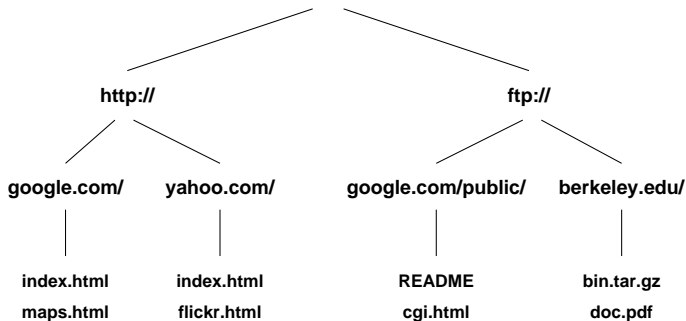 http:// ftp://
google.com/ yahoo.com/ google.com/public/ berkeley.edu/
index.html index.html README bin.tar.gz
maps.html flickr.html cgi.html doc.pdf